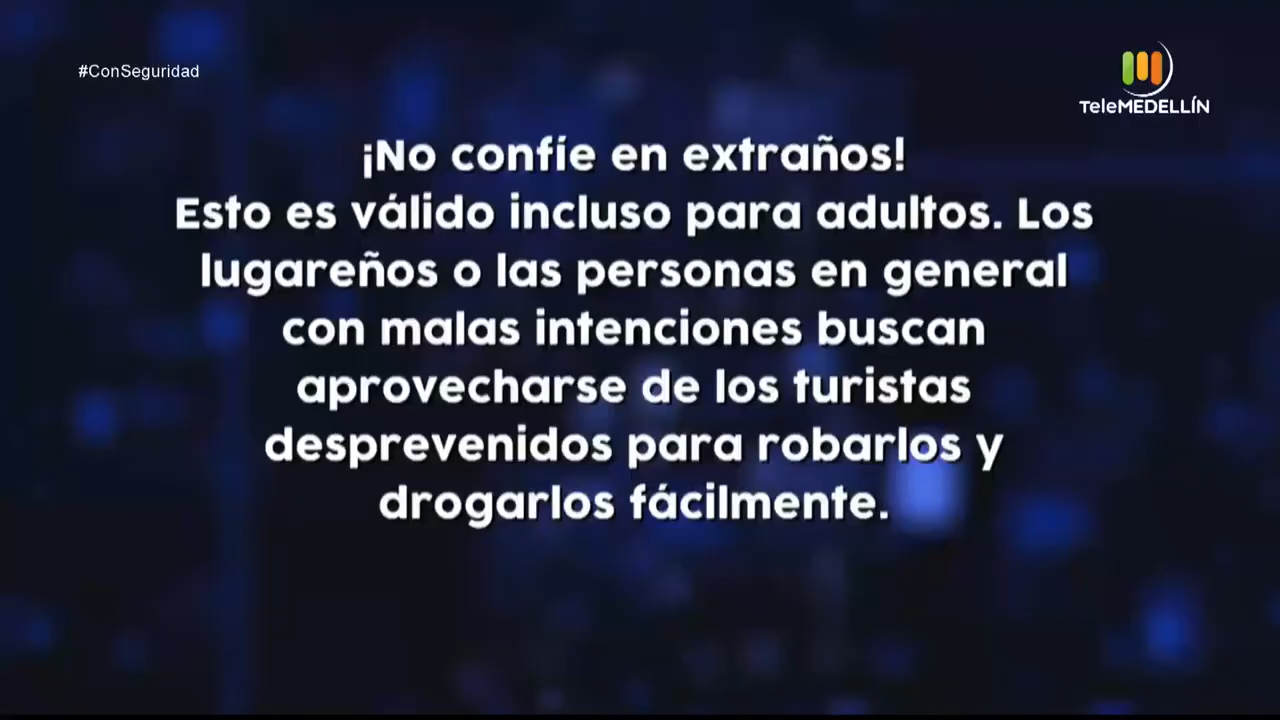 #ConSeguridad
TeleMEDELLÍN
¡No confíe en extraños!
Esto es válido incluso para adultos. Los
lugareños o las personas en general
con malas intenciones buscan
aprovecharse de los turistas
desprevenidos para robarlos y
drogarlos fácilmente.